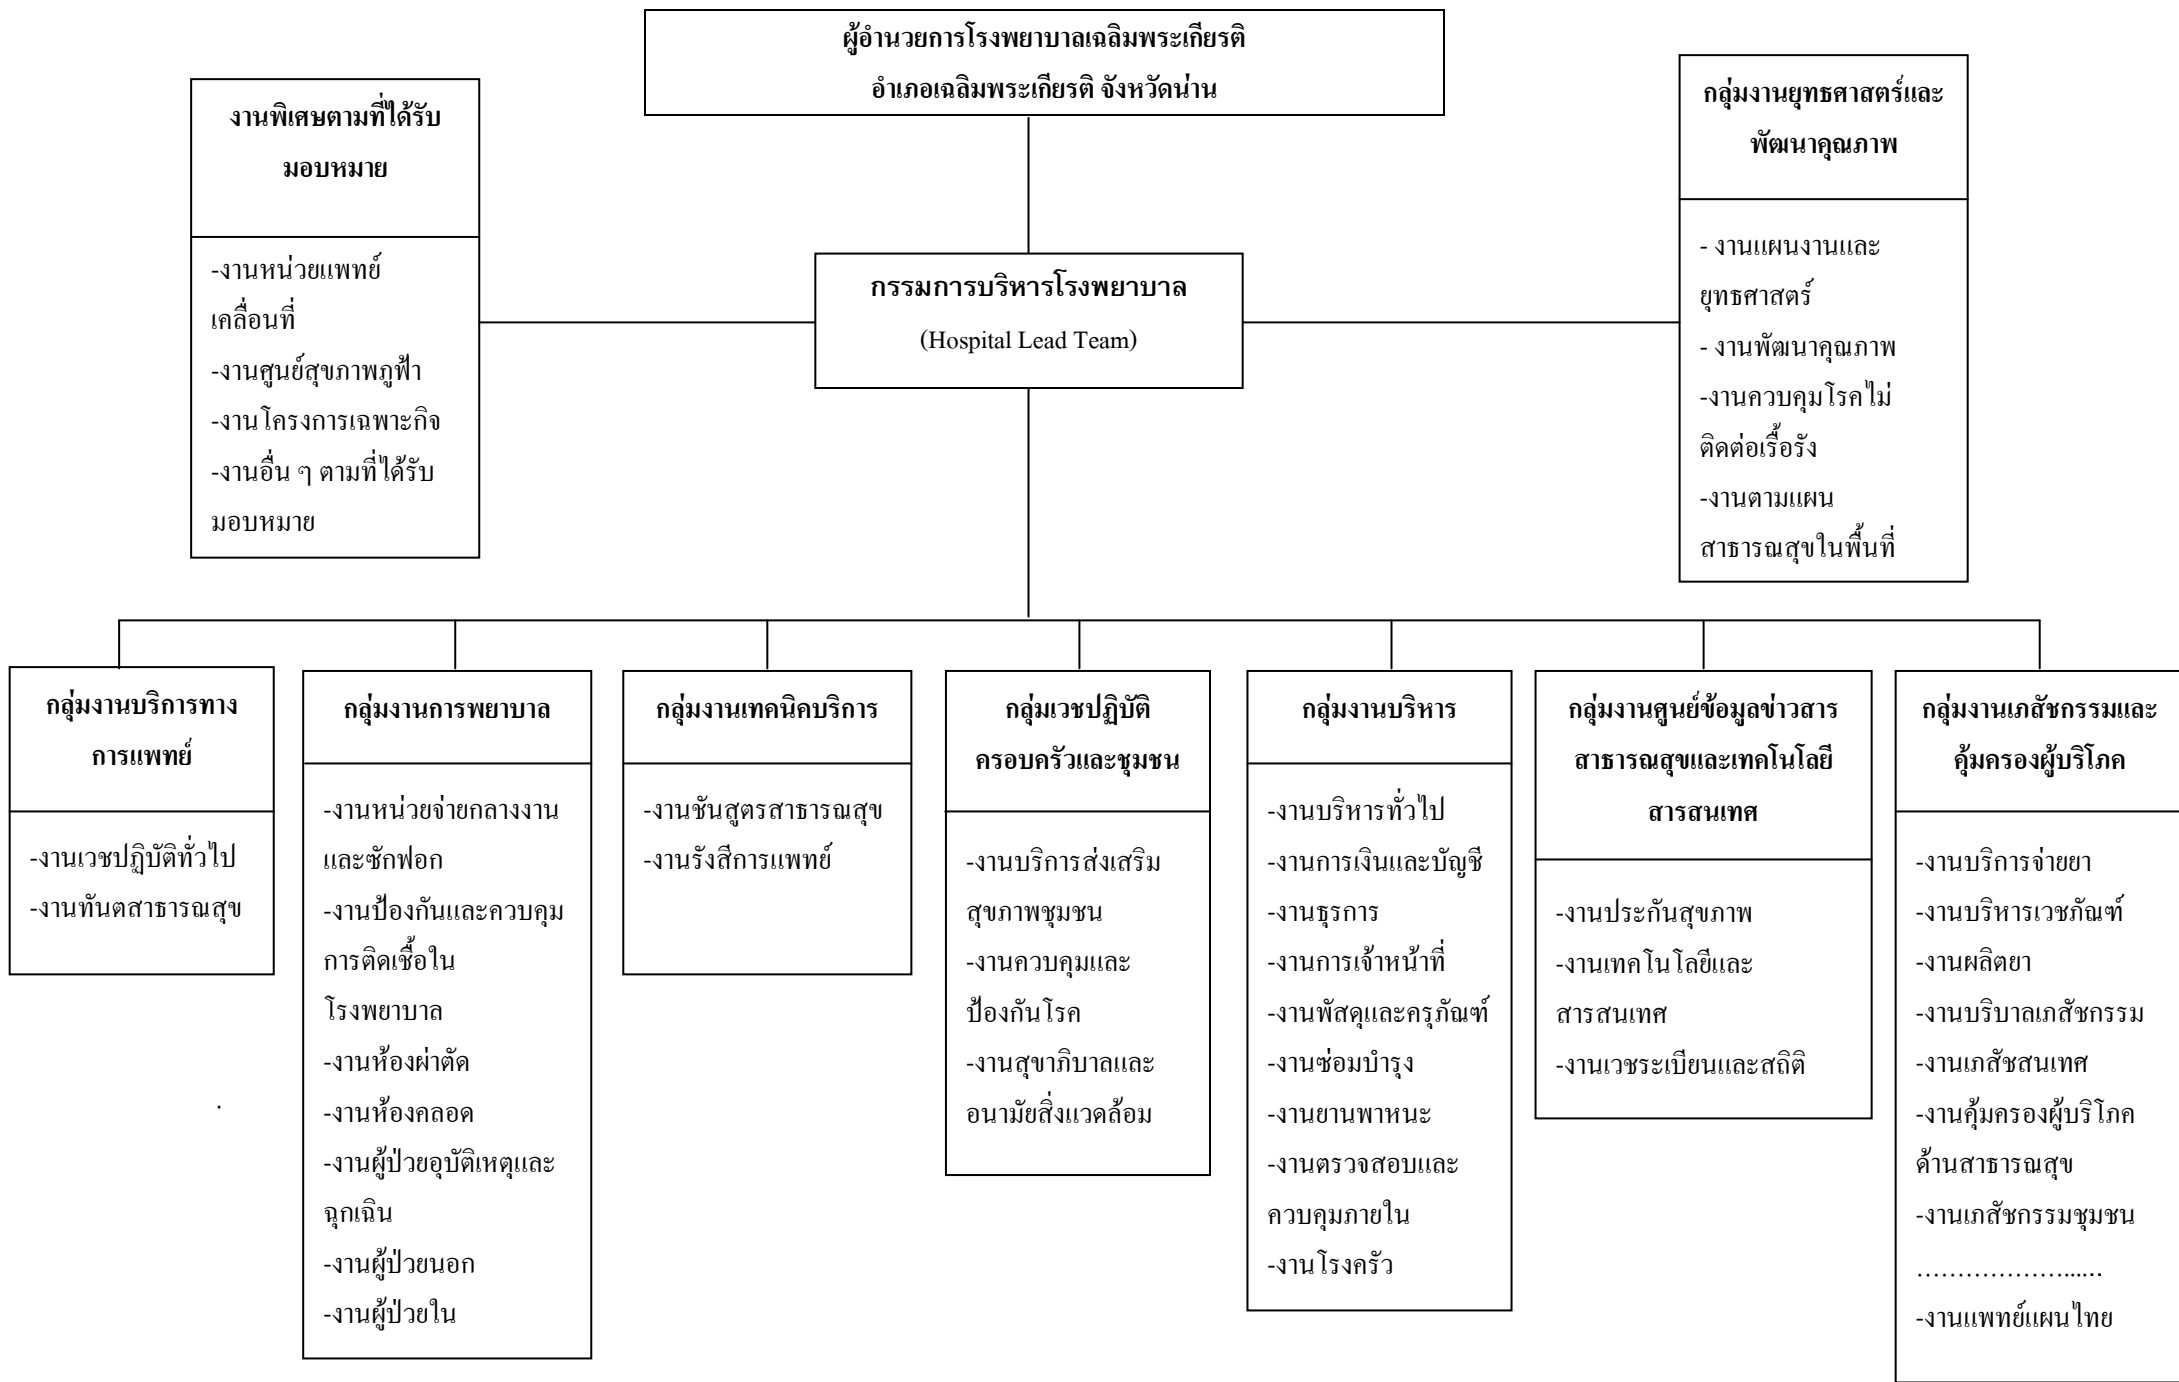 ผู้อำนวยการโรงพยาบาลเฉลิมพระเกียรติ
อำเภอเฉลิมพระเกียรติ จังหวัดน่าน
งานพิเศษตามที่ได้รับ
มอบหมาย
-งานหน่วยแพทย์
เคลื่อนที่
-งานศูนย์สุขภาพภูฟ้า
-งานโครงการเฉพาะกิจ
-งานอื่น ๆ ตามที่ได้รับ
มอบหมาย
กรรมการบริหารโรงพยาบาล
(Hospital Lead Team)
กลุ่มงานยุทธศาสตร์และ
พัฒนาคุณภาพ
- งานแผนงานและ
ยุทธศาสตร์
- งานพัฒนาคุณภาพ
-งานควบคุมโรคไม่
ติดต่อเรื้อรัง
-งานตามแผน
สาธารณสุขในพื้นที่
กลุ่มงานบริการทาง
การแพทย์
-งานเวชปฏิบัติทั่วไป
-งานทันตสาธารณสุข
กลุ่มงานการพยาบาล
-งานหน่วยจ่ายกลางงาน
และซักฟอก
-งานป้องกันและควบคุม
การติดเชื้อใน
โรงพยาบาล
-งานห้องผ่าตัด
-งานห้องคลอด
-งานผู้ป่วยอุบัติเหตุและ
ฉุกเฉิน
-งานผู้ป่วยนอก
-งานผู้ป่วยใน
กลุ่มงานเทคนิคบริการ
-งานชันสูตรสาธารณสุข
-งานรังสีการแพทย์
กลุ่มเวชปฏิบัติ
ครอบครัวและชุมชน
-งานบริการส่งเสริม
สุขภาพชุมชน
-งานควบคุมและ
ป้องกันโรค
-งานสุขาภิบาลและ
อนามัยสิ่งแวดล้อม
กลุ่มงานบริหาร
-งานบริหารทั่วไป
-งานการเงินและบัญชี
-งานธุรการ
-งานการเจ้าหน้าที่
-งานพัสดุและครุภัณฑ์
-งานซ่อมบำรุง
-งานยานพาหนะ
-งานตรวจสอบและ
ควบคุมภายใน
-งานโรงครัว
กลุ่มงานศูนย์ข้อมูลข่าวสาร
สาธารณสุขและเทคโนโลยี
สารสนเทศ
-งานประกันสุขภาพ
-งานเทคโนโลยีและ
สารสนเทศ
-งานเวชระเบียนและสถิติ
กลุ่มงานเภสัชกรรมและ
คุ้มครองผู้บริโภค
-งานบริการจ่ายยา
-งานบริหารเวชภัณฑ์
-งานผลิตยา
-งานบริบาลเภสัชกรรม
-งานเภสัชสนเทศ
-งานคุ้มครองผู้บริโภค
ด้านสาธารณสุข
-งานเภสัชกรรมชุมชน
.......................
-งานแพทย์แผนไทย